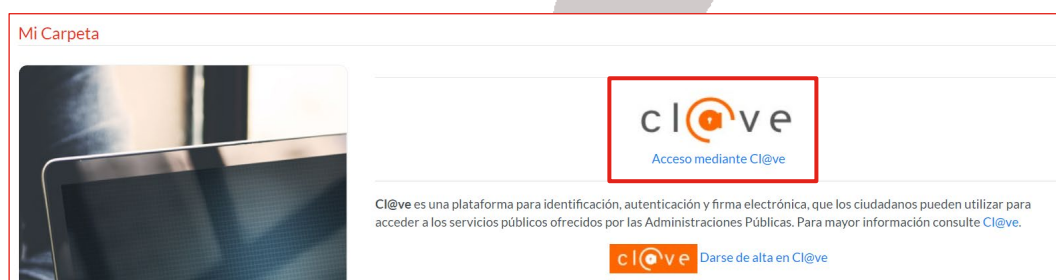 Mi Carpeta
cl@ve
Acceso mediante Cl@ve
Cl@ve es una plataforma para identificación, autenticación y firma electrónica, que los ciudadanos pueden utilizar para
acceder a los servicios públicos ofrecidos por las Administraciones Públicas. Para mayor información consulte Cl@ve.
cl@ve Darse de alta en Cl@ve